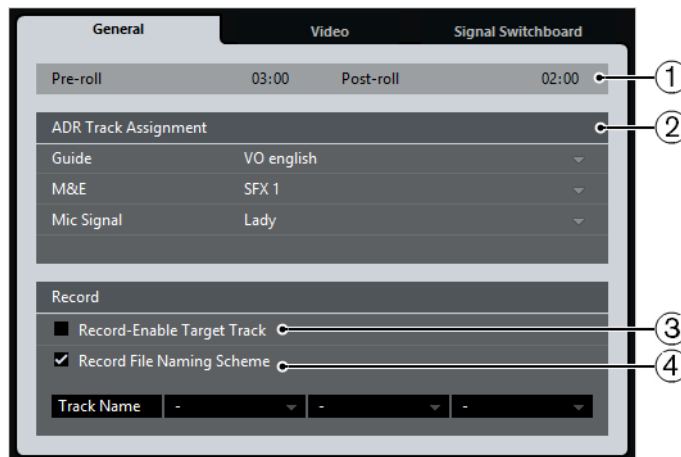 General Video Signal Switchboard
Pre-roll 03:00 Post-roll 02:00 1
ADR Track Assignment 2
Guide VO english
M&E SFX 1
Mic Signal Lady
Record
Record-Enable Target Track 3
Record File Naming Scheme 4
Track Name - - -